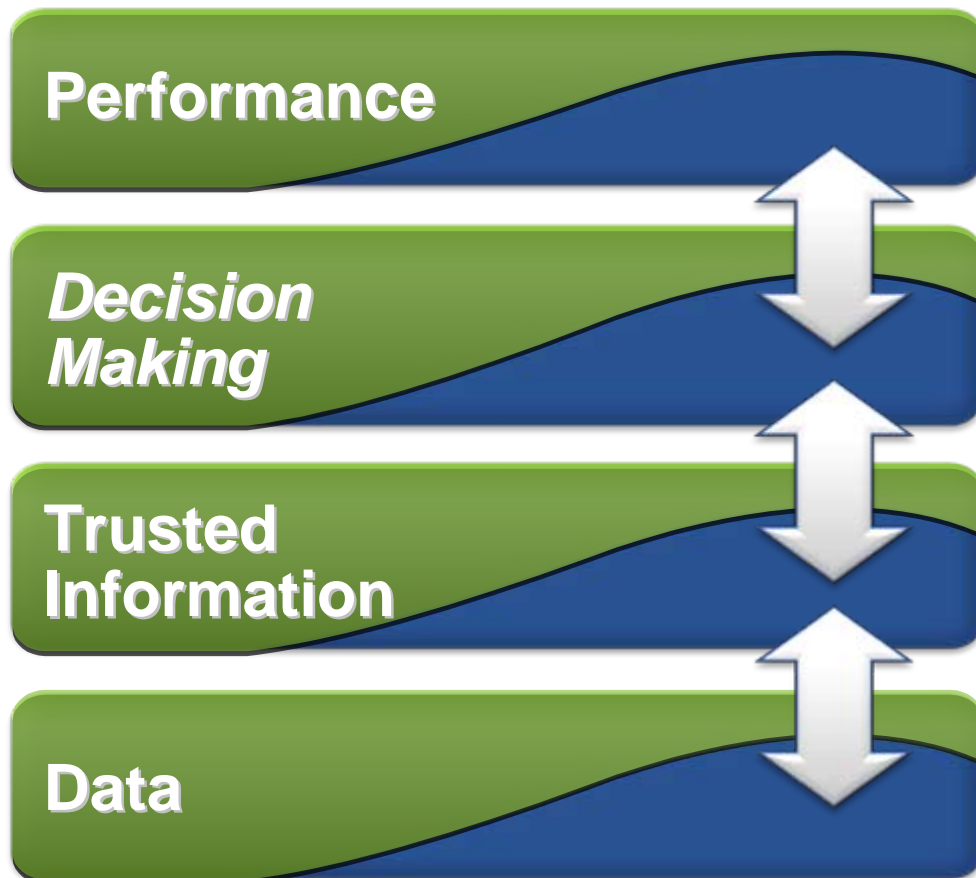 Performance
Decision
Making
Trusted
Information
Data